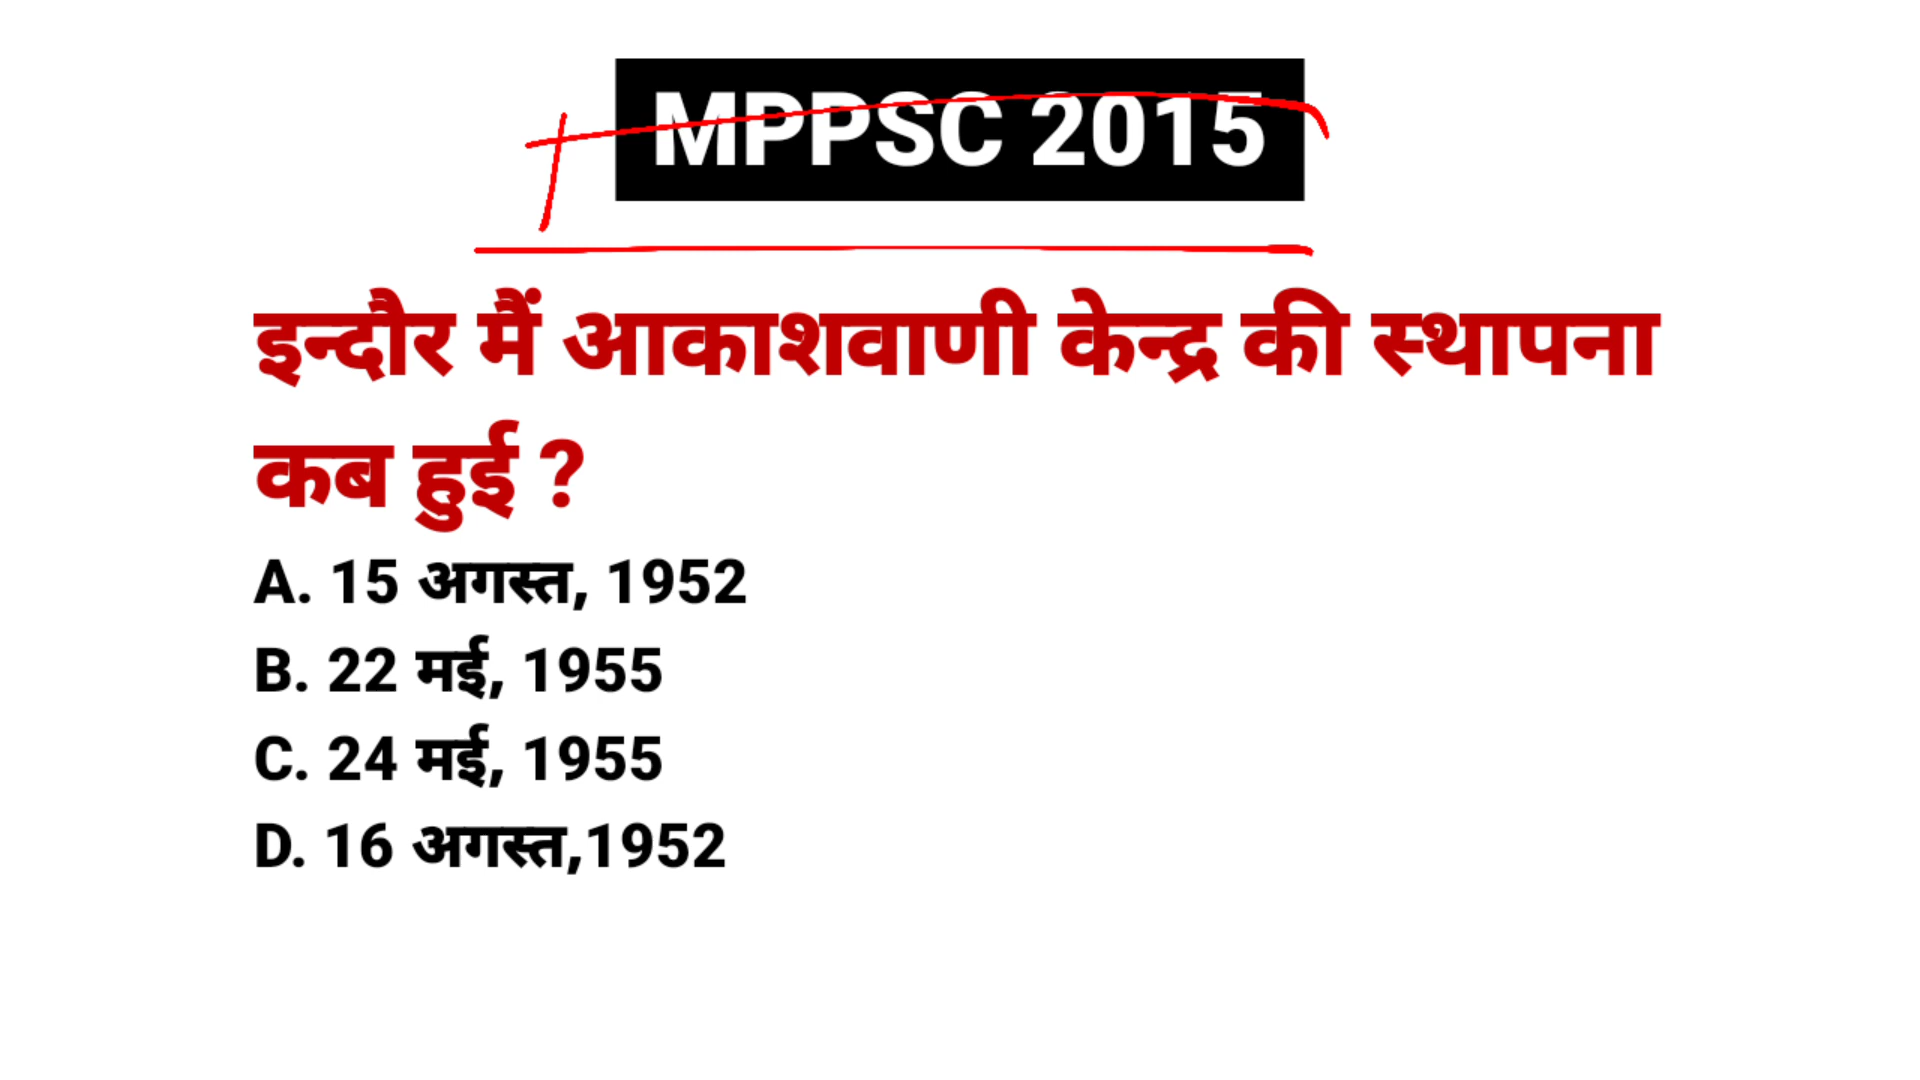 MPPSC 2015
इन्दौर मैं आकाशवाणी केन्द्र की स्थापना
कब हुई ?
A. 15 अगस्त, 1952
B. 22 मई, 1955
C. 24 मई, 1955
D. 16 अगस्त,1952